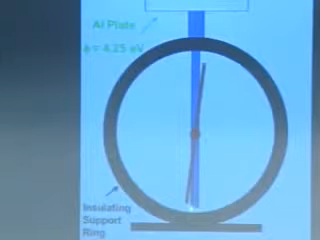 Al Plate
ϕ = 4.25 eV
Insulating
Support
Ring